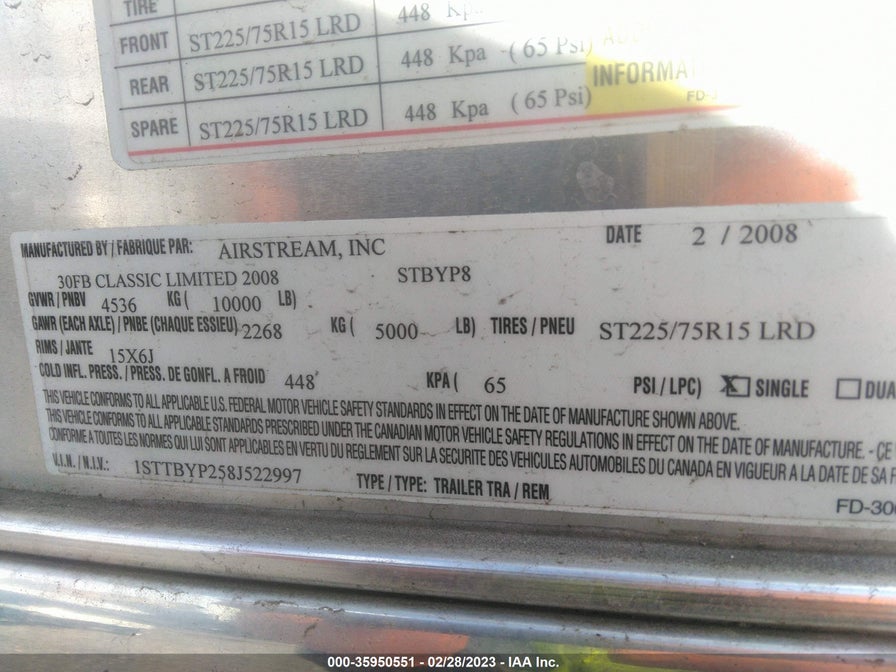 TIRE 448
FRONT ST225/75R15 LRD 448 Kpa ( 65 Psi)
REAR ST225/75R15 LRD 448 Kpa ( 65 Psi)
SPARE ST225/75R15 LRD 448 Kpa ( 65 Psi)
MANUFACTURED BY / FABRIQUE PAR: AIRSTREAM, INC DATE 2 / 2008
30FB CLASSIC LIMITED 2008 STBYP8
GVWR / PNBV 4536 KG ( 10000 LB)
GAWR (EACH AXLE) / PNBE (CHAQUE ESSIEU) 2268 KG ( 5000 LB) TIRES / PNEU ST225/75R15 LRD
RIMS / JANTE 15X6J
COLD INFL. PRESS. / PRESS. DE GONFL. A FROID 448 KPA ( 65 PSI / LPC) X SINGLE DUA
THIS VEHICLE CONFORMS TO ALL APPLICABLE U.S. FEDERAL MOTOR VEHICLE SAFETY STANDARDS IN EFFECT ON THE DATE OF MANUFACTURE SHOWN ABOVE.
THIS VEHICLE CONFORMS TO ALL APPLICABLE STANDARDS PRESCRIBED UNDER THE CANADIAN MOTOR VEHICLE SAFETY REGULATIONS IN EFFECT ON THE DATE OF MANUFACTURE. - ÇE
CONFORME A TOUTES LES NORMES QUI LUI SONT APPLICABLES EN VERTU DU REGLEMENT SUR LA SECURITE DES VEHICULES AUTOMOBILES DU CANADA EN VIGUEUR A LA DATE DE SA F
V.I.N. / N.I.V.: 1STTBYP258J522997 TYPE / TYPE: TRAILER TRA / REM
FD-30
000-35950551 — 02/28/2023 — IAA Inc.